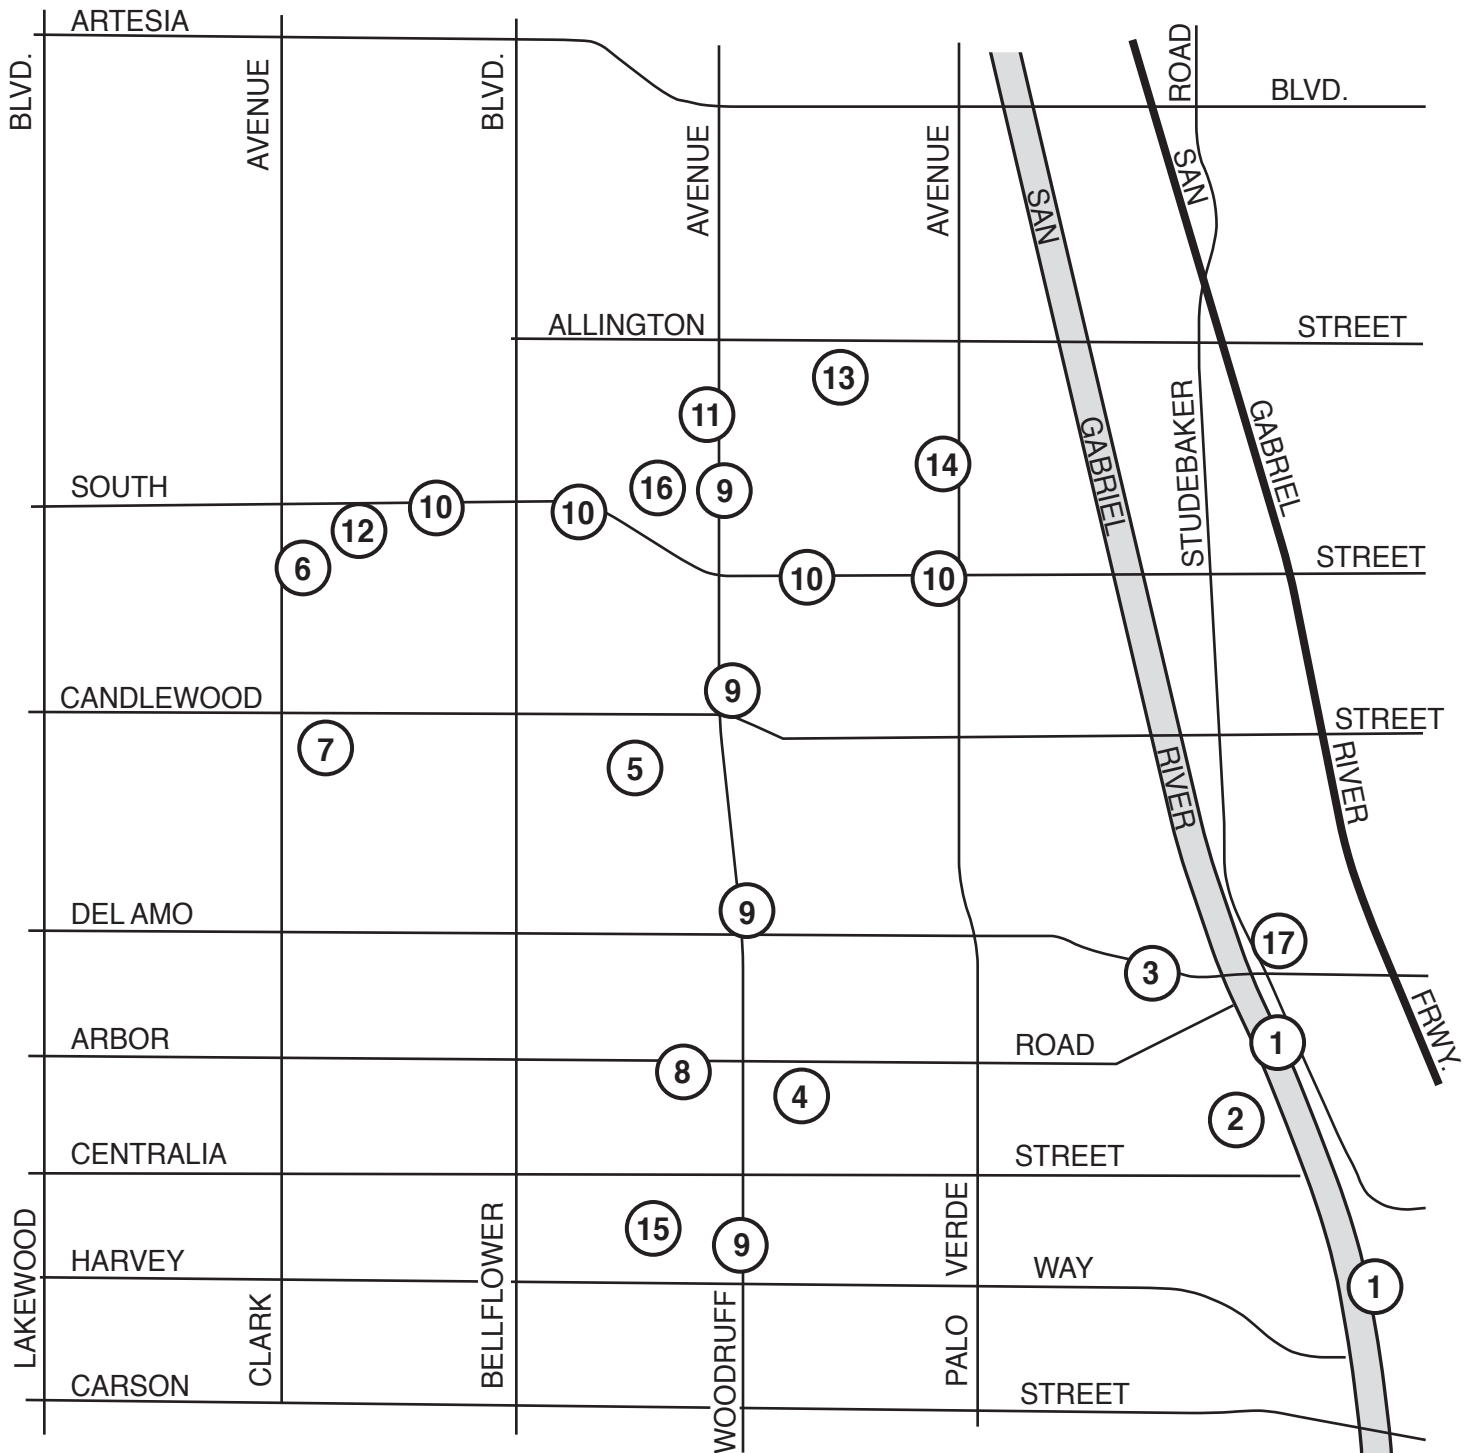 ARTESIA
BLVD.
BLVD.
AVENUE
BLVD.
AVENUE
AVENUE
ROAD
SAN
SAN
ALLINGTON
STREET
13
11
14
16
9
SOUTH
10
10
12
6
10
10
STREET
STUDEBAKER
GABRIEL
GABRIEL
9
CANDLEWOOD
STREET
7
5
RIVER
RIVER
9
DEL AMO
17
3
FRWY.
ARBOR
ROAD
1
8
4
2
CENTRALIA
STREET
15
9
HARVEY
WAY
1
LAKEWOOD
CLARK
BELLFLOWER
WOODRUFF
PALO VERDE
CARSON
STREET